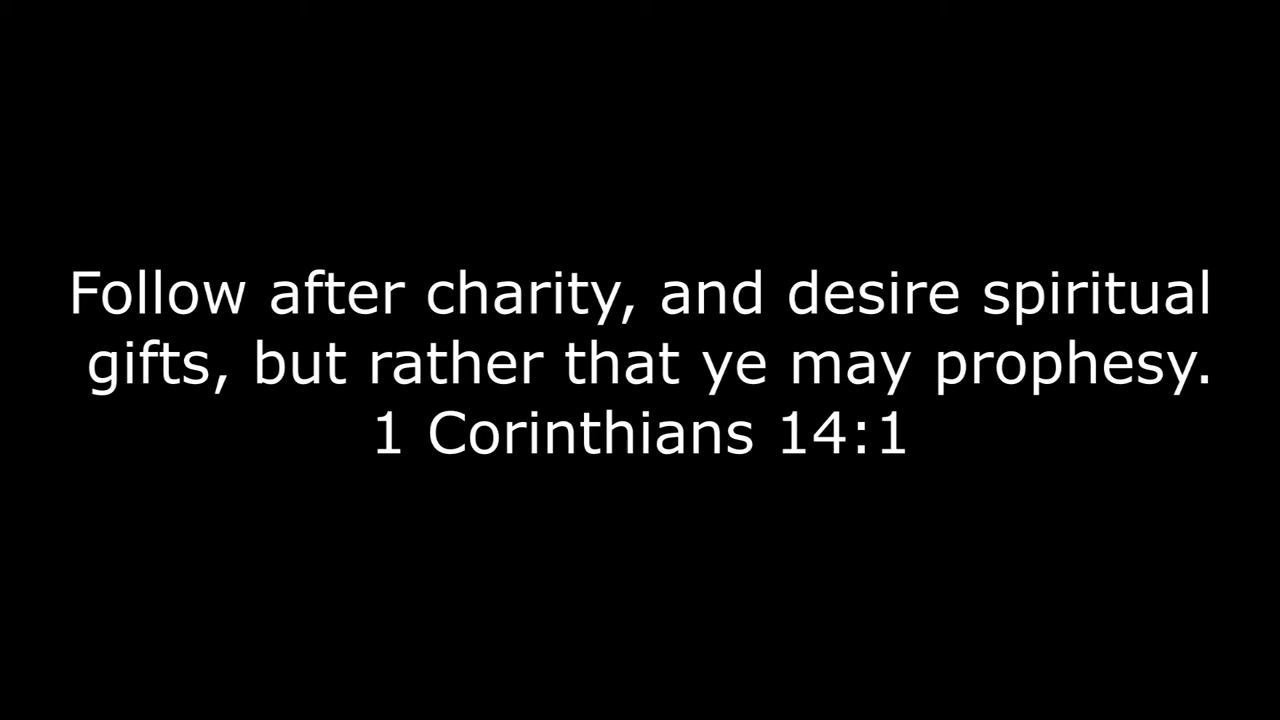 Follow after charity, and desire spiritual
gifts, but rather that ye may prophesy.
1 Corinthians 14:1